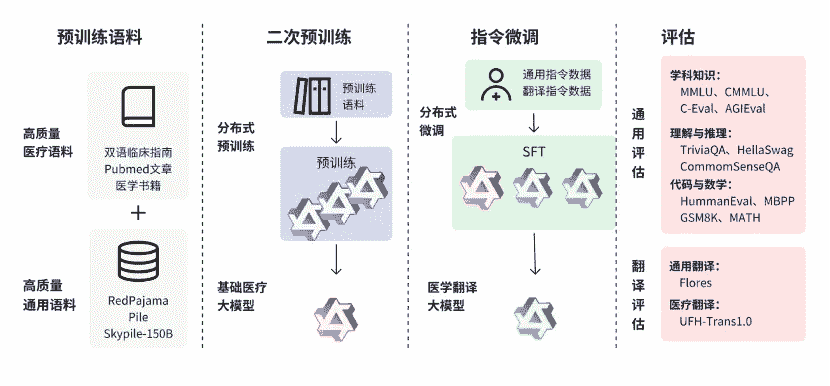 预训练语料
高质量
医疗语料
双语临床指南
Pubmed文章
医学书籍
+
高质量
通用语料
RedPajama
Pile
Skypile-150B
二次预训练
预训练
语料
分布式
预训练
预训练
基础医疗
大模型
指令微调
通用指令数据
翻译指令数据
分布式
微调
SFT
医学翻译
大模型
评估
通用评估
学科知识：
MMLU、CMMLU、
C-Eval、AGIEval
理解与推理：
TriviaQA、HellaSwag
CommomSenseQA
代码与数学：
HummanEval、MBPP
GSM8K、MATH
翻译评估
通用翻译：
Flores
医疗翻译：
UFH-Trans1.0